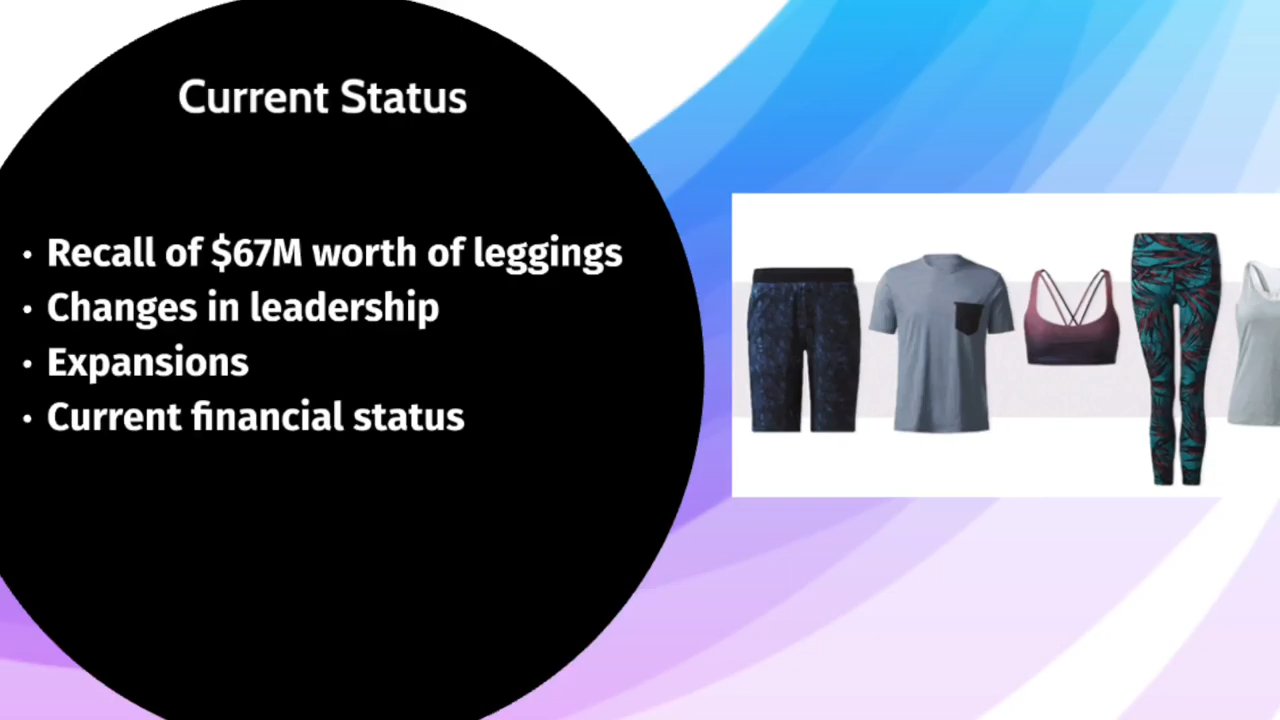 Current Status
• Recall of $67M worth of leggings
• Changes in leadership
• Expansions
• Current financial status